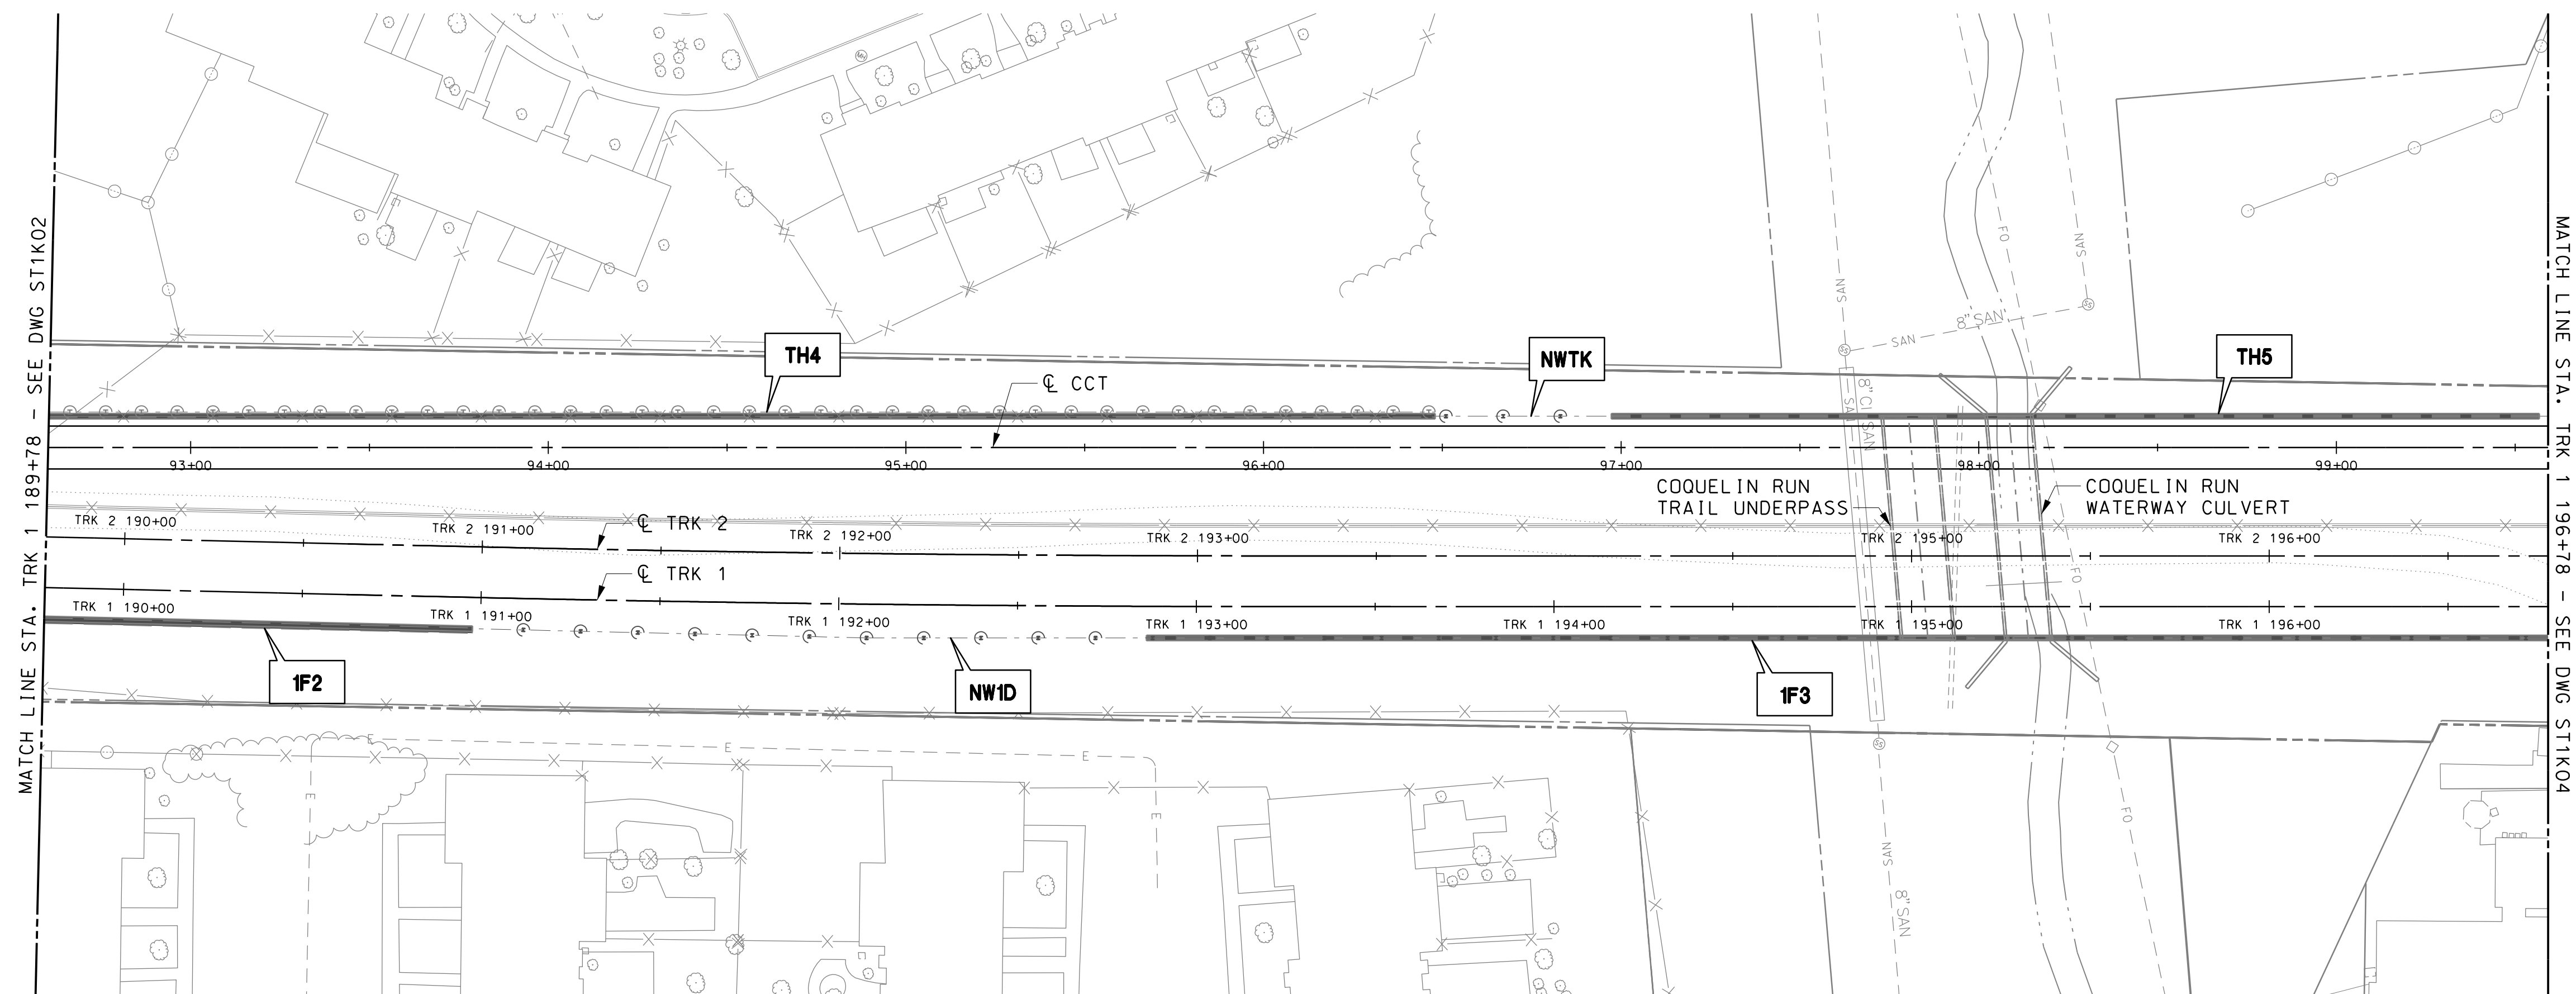 MATCH LINE STA. TRK 1 189+78 - SEE DWG ST1K02
MATCH LINE STA. TRK 1 196+78 - SEE DWG ST1K04
MH
SAN
FO
SAN
8" SAN
SS
SS
SAN
TH4
NWTK
TH5
℄ CCT
8"CI SAN
SAN
93+00
94+00
95+00
96+00
97+00
98+00
99+00
COQUELIN RUN
TRAIL UNDERPASS
COQUELIN RUN
WATERWAY CULVERT
TRK 2 190+00
TRK 2 191+00
TRK 2 192+00
TRK 2 193+00
TRK 2 195+00
TRK 2 196+00
℄ TRK 2
℄ TRK 1
FO
TRK 1 190+00
TRK 1 191+00
TRK 1 192+00
TRK 1 193+00
TRK 1 194+00
TRK 1 195+00
TRK 1 196+00
1F2
NW1D
1F3
E
E
E
SS
E
E
FO
SAN
8"SAN